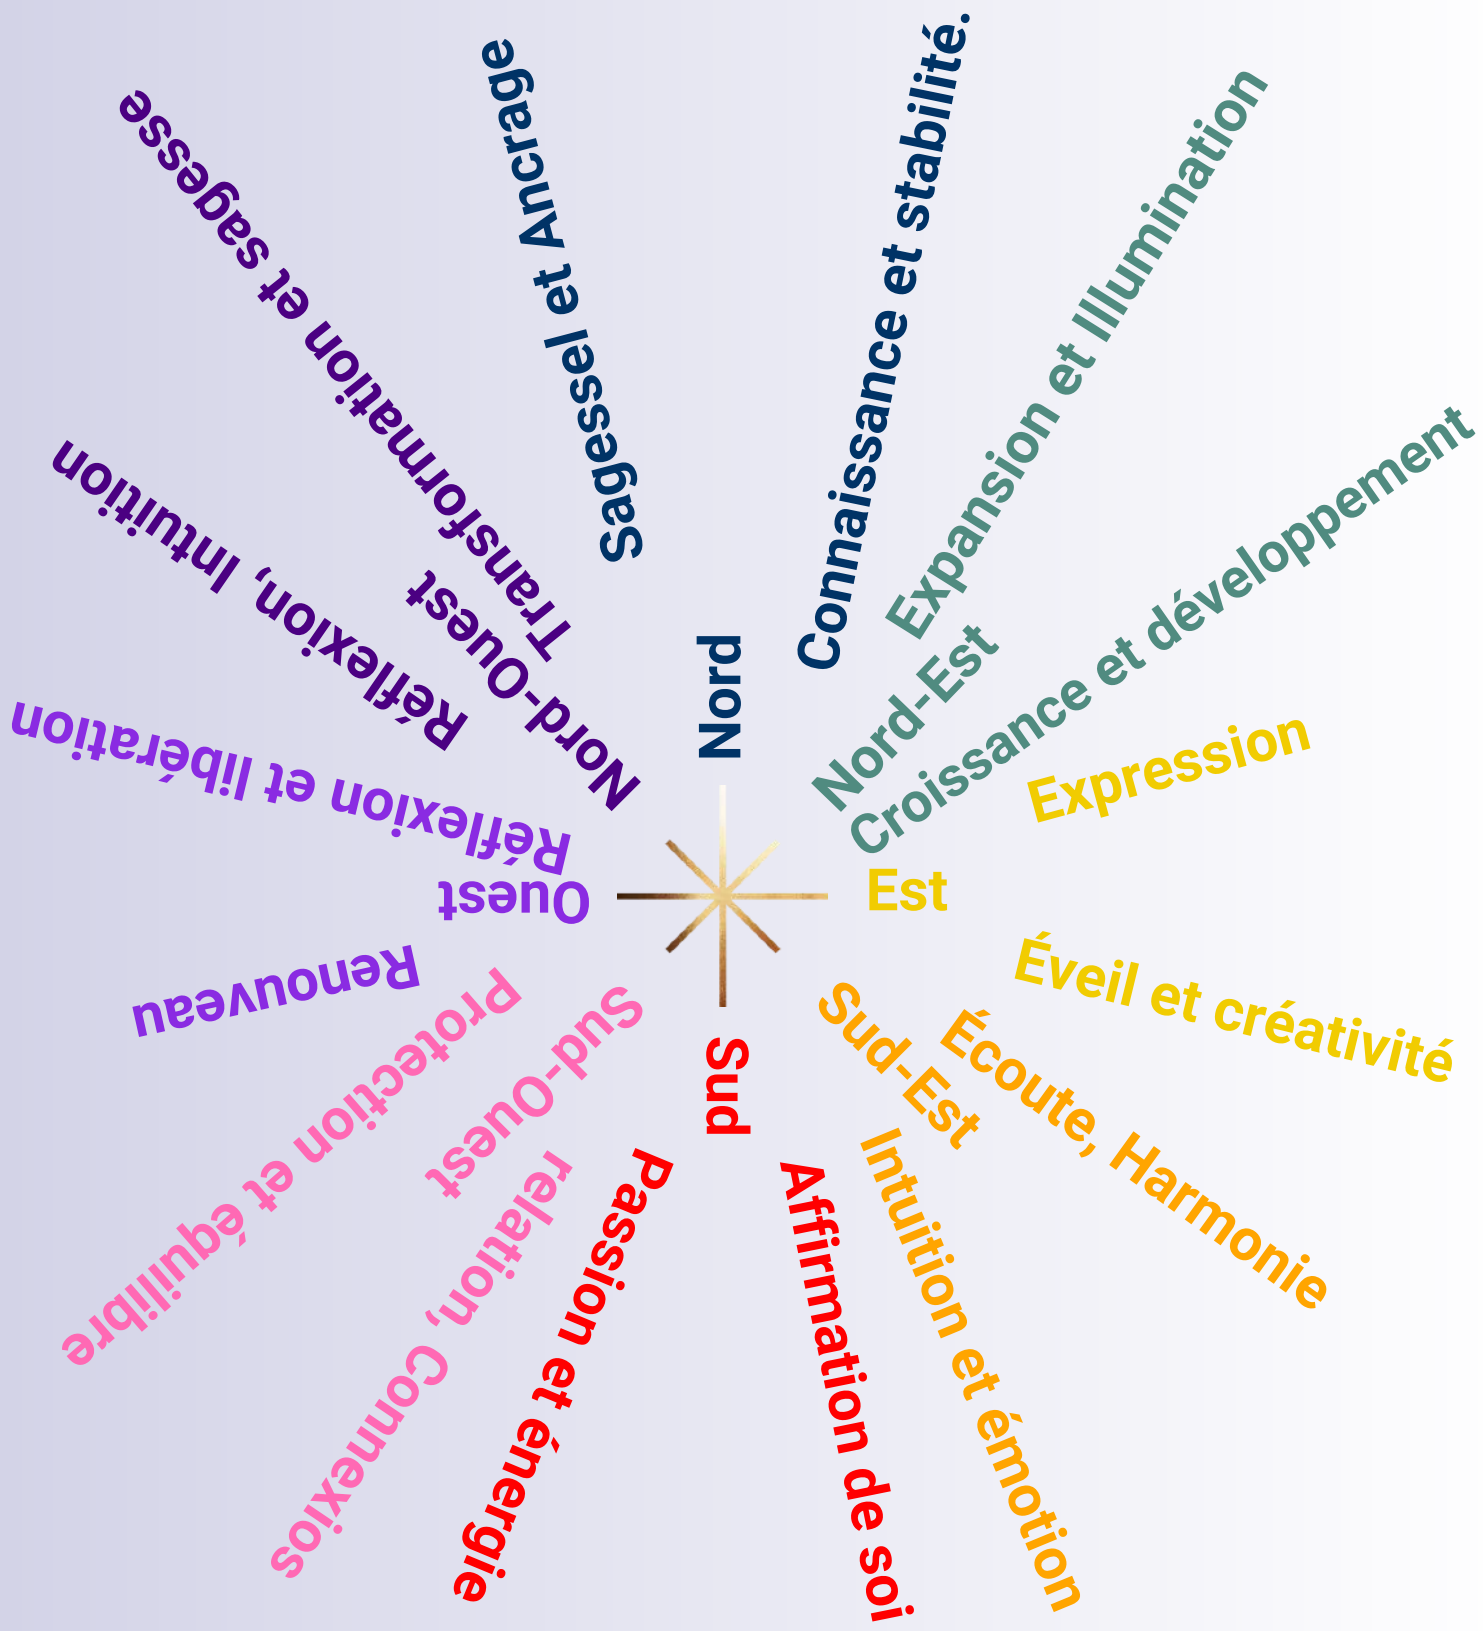 Nord
Sagessel et Ancrage
Connaissance et stabilité.
Nord-Est
Expansion et Illumination
Croissance et développement
Est
Expression
Éveil et créativité
Sud-Est
Écoute, Harmonie
Intuition et émotion
Sud
Affirmation de soi
Passion et énergie
Sud-Ouest
relation, Connexios
Protection et équilibre
Ouest
Renouveau
Réflexion et libération
Nord-Ouest
Réflexion, Intuition
Transformation et sagesse